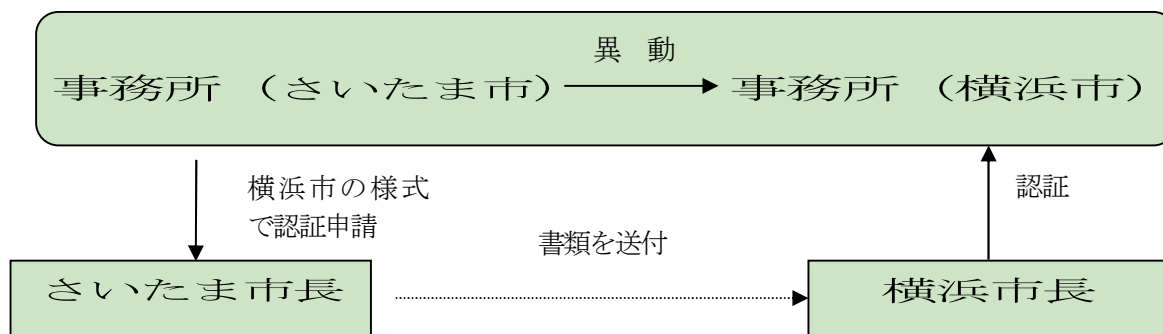 異 動
事務所（さいたま市） 事務所（横浜市）
横浜市の様式
で認証申請
認証
書類を送付
さいたま市長
横浜市長